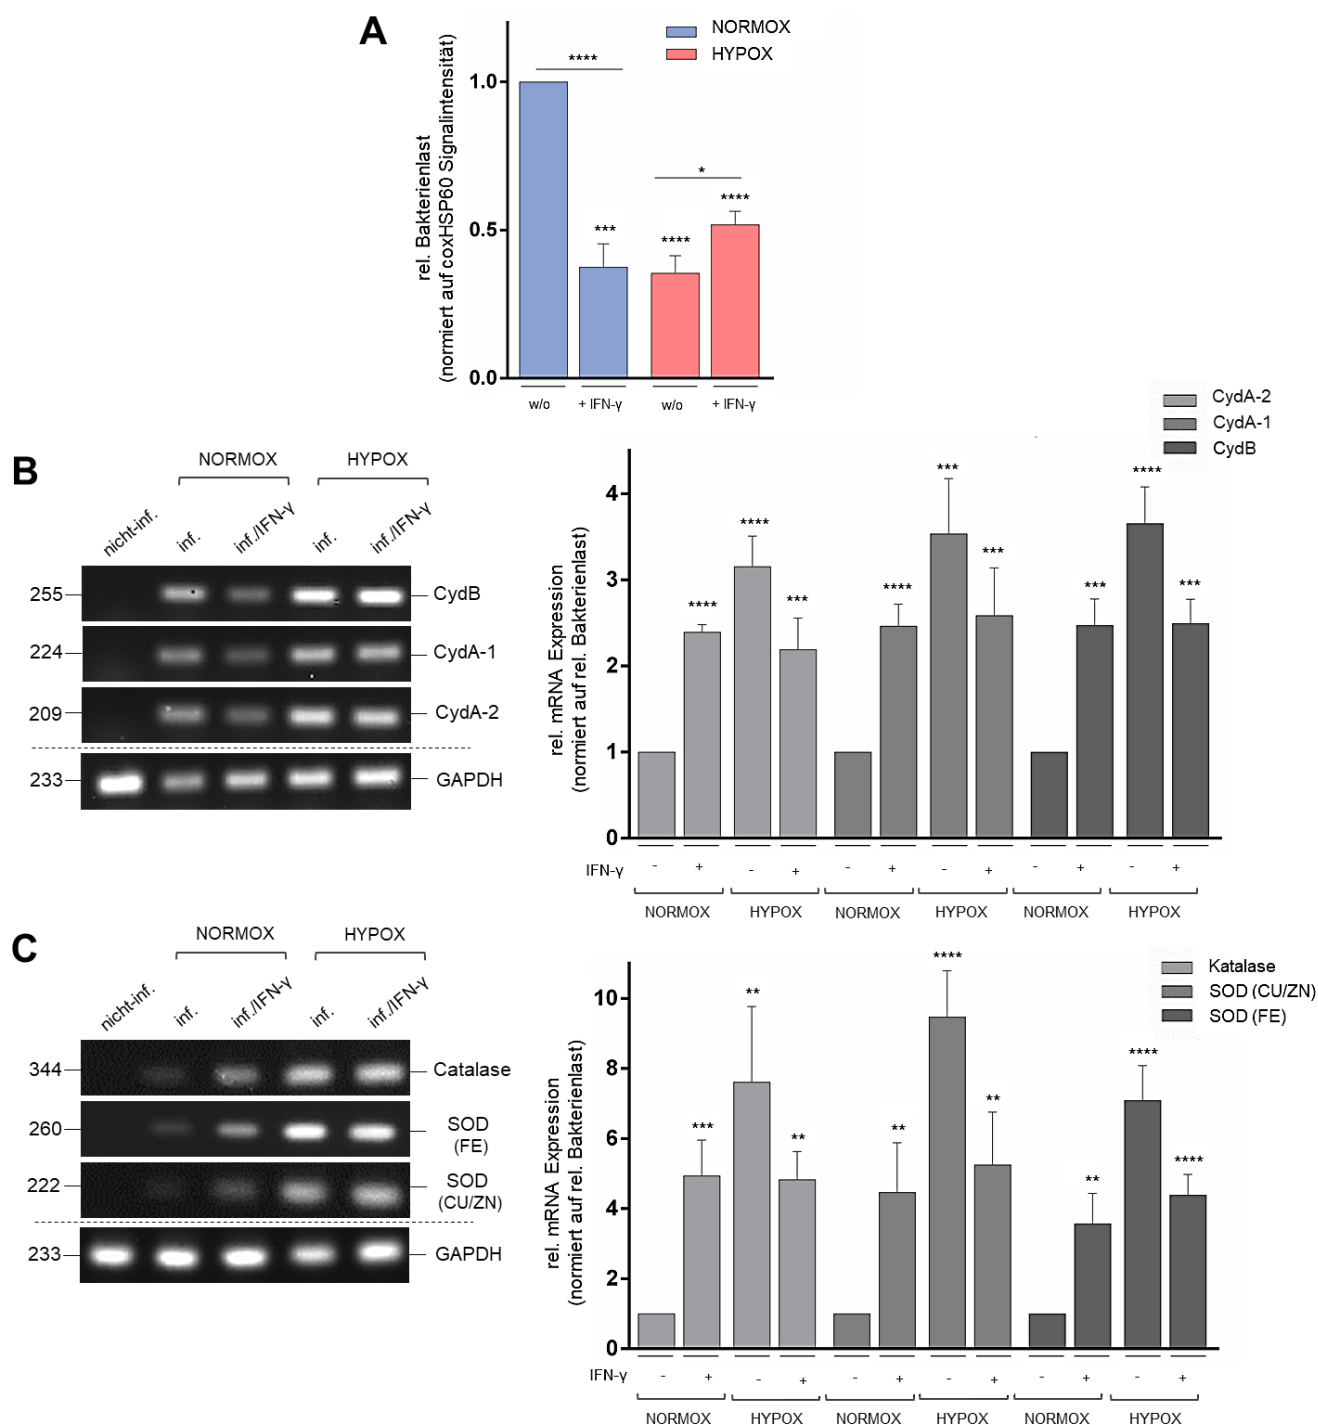 A
NORMOX
HYPOX
rel. Bakterienlast
(normiert auf coxHSP60 Signalintensität)
1.0
0.5
0.0
****
***
*
****
****
w/o
+ IFN-γ
w/o
+ IFN-γ
B
NORMOX
HYPOX
nicht-inf.
inf.
inf./IFN-γ
inf.
inf./IFN-γ
255
CydB
224
CydA-1
209
CydA-2
233
GAPDH
CydA-2
CydA-1
CydB
rel. mRNA Expression
(normiert auf rel. Bakterienlast)
4
3
2
1
0
****
****
***
****
***
***
***
****
***
IFN-γ
- + - + - + - + - + - +
NORMOX HYPOX NORMOX HYPOX NORMOX HYPOX
C
NORMOX
HYPOX
nicht-inf.
inf.
inf./IFN-γ
inf.
inf./IFN-γ
344
Catalase
260
SOD
(FE)
222
SOD
(CU/ZN)
233
GAPDH
Katalase
SOD (CU/ZN)
SOD (FE)
rel. mRNA Expression
(normiert auf rel. Bakterienlast)
10
8
6
4
2
0
***
**
**
**
****
**
**
****
****
IFN-γ
- + - + - + - + - + - +
NORMOX HYPOX NORMOX HYPOX NORMOX HYPOX